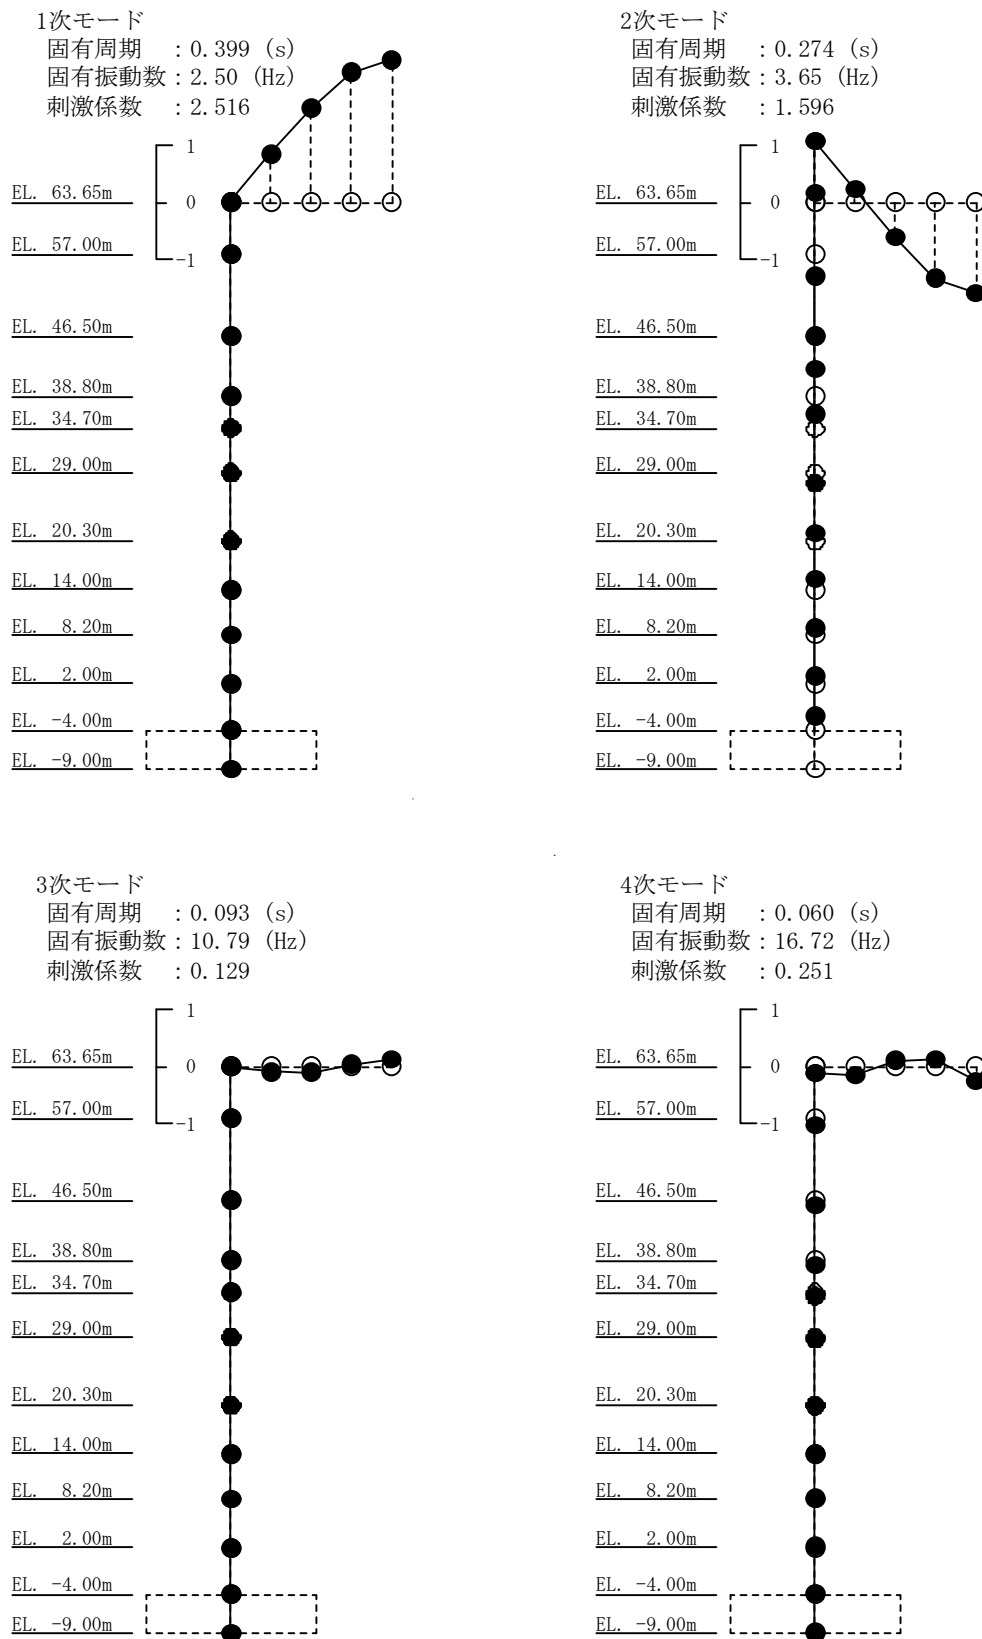 1次モード
固有周期 :0.399 (s)
固有振動数:2.50 (Hz)
刺激係数 :2.516
1
EL. 63.65m
0
EL. 57.00m
-1
EL. 46.50m
EL. 38.80m
EL. 34.70m
EL. 29.00m
EL. 20.30m
EL. 14.00m
EL. 8.20m
EL. 2.00m
EL. -4.00m
EL. -9.00m
2次モード
固有周期 :0.274 (s)
固有振動数:3.65 (Hz)
刺激係数 :1.596
1
EL. 63.65m
0
EL. 57.00m
-1
EL. 46.50m
EL. 38.80m
EL. 34.70m
EL. 29.00m
EL. 20.30m
EL. 14.00m
EL. 8.20m
EL. 2.00m
EL. -4.00m
EL. -9.00m
3次モード
固有周期 :0.093 (s)
固有振動数:10.79 (Hz)
刺激係数 :0.129
1
EL. 63.65m
0
EL. 57.00m
-1
EL. 46.50m
EL. 38.80m
EL. 34.70m
EL. 29.00m
EL. 20.30m
EL. 14.00m
EL. 8.20m
EL. 2.00m
EL. -4.00m
EL. -9.00m
4次モード
固有周期 :0.060 (s)
固有振動数:16.72 (Hz)
刺激係数 :0.251
1
EL. 63.65m
0
EL. 57.00m
-1
EL. 46.50m
EL. 38.80m
EL. 34.70m
EL. 29.00m
EL. 20.30m
EL. 14.00m
EL. 8.20m
EL. 2.00m
EL. -4.00m
EL. -9.00m